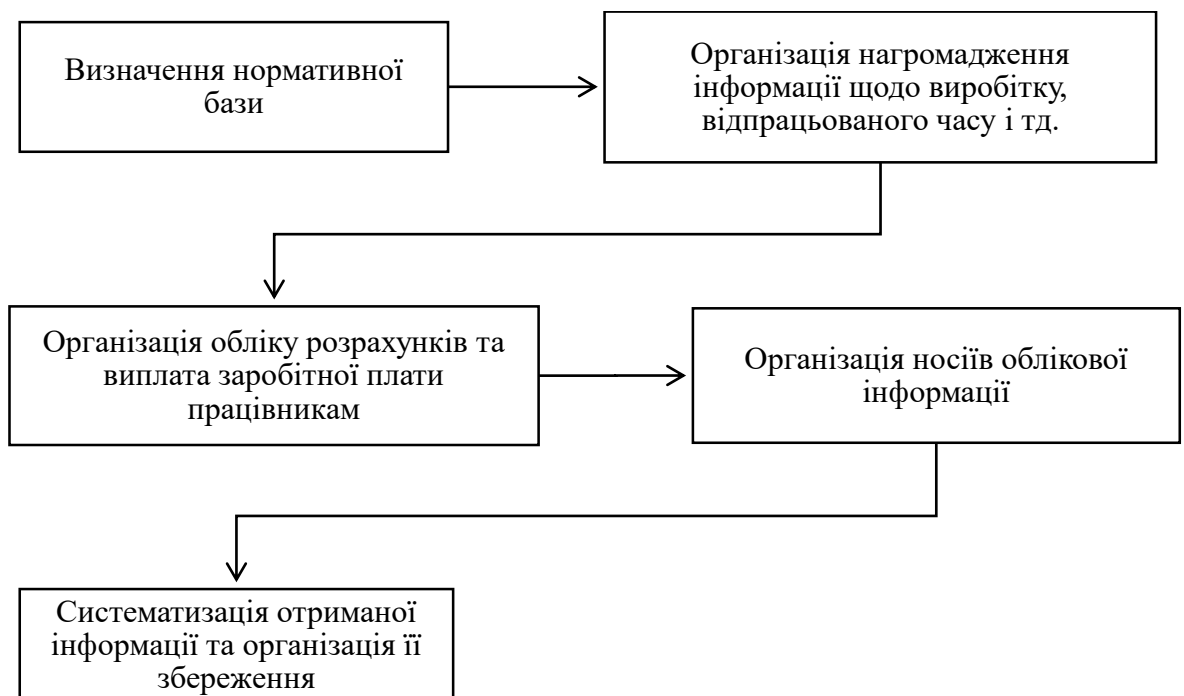 Визначення нормативної
бази
Організація нагромадження
інформації щодо виробітку,
відпрацьованого часу і тд.
Організація обліку розрахунків та
виплата заробітної плати
працівникам
Організація носіїв облікової
інформації
Систематизація отриманої
інформації та організація її
збереження